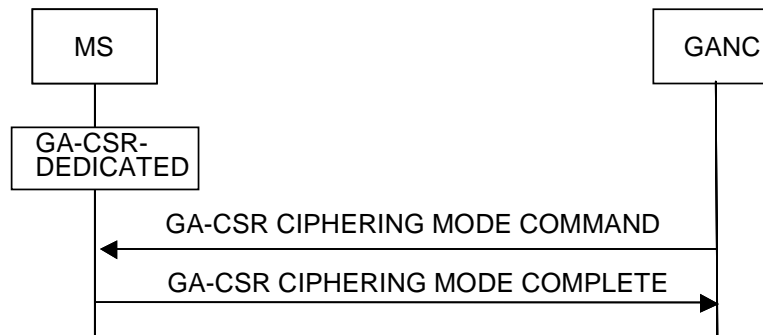 MS
GANC
GA-CSR-
DEDICATED
GA-CSR CIPHERING MODE COMMAND
GA-CSR CIPHERING MODE COMPLETE